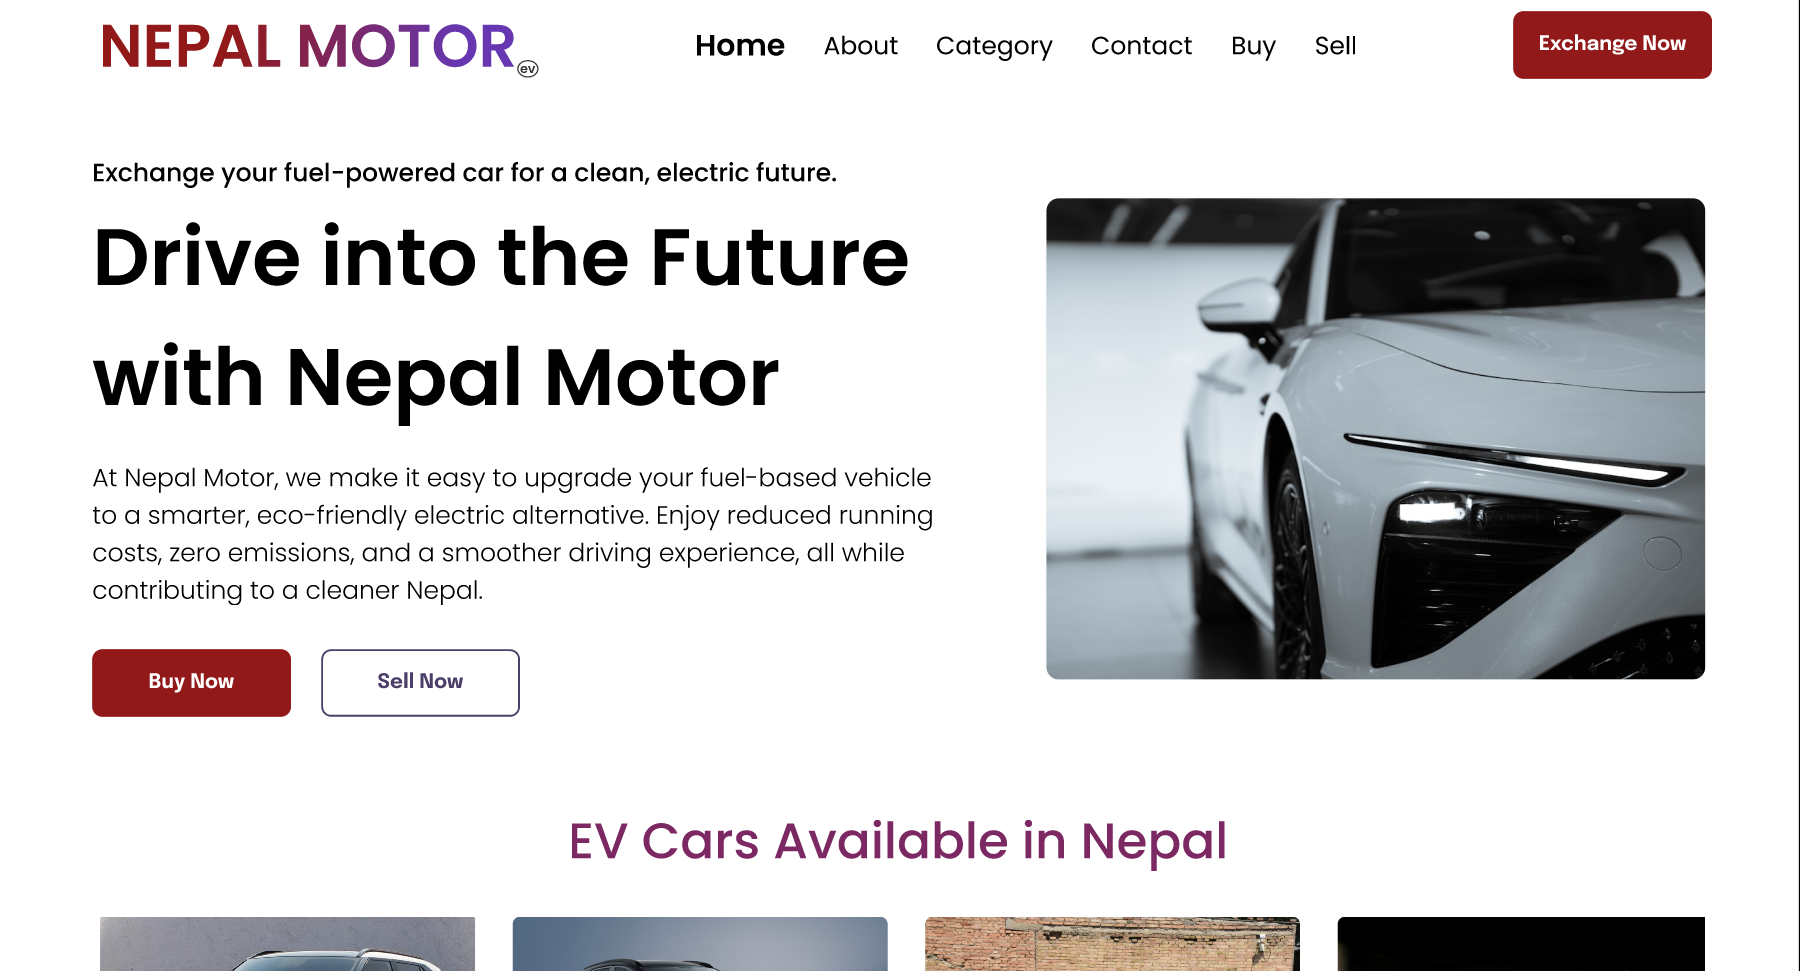 NEPAL MOTOR
ev
Home About Category Contact Buy Sell
Exchange Now
Exchange your fuel-powered car for a clean, electric future.
Drive into the Future
with Nepal Motor
At Nepal Motor, we make it easy to upgrade your fuel-based vehicle
to a smarter, eco-friendly electric alternative. Enjoy reduced running
costs, zero emissions, and a smoother driving experience, all while
contributing to a cleaner Nepal.
Buy Now Sell Now
EV Cars Available in Nepal